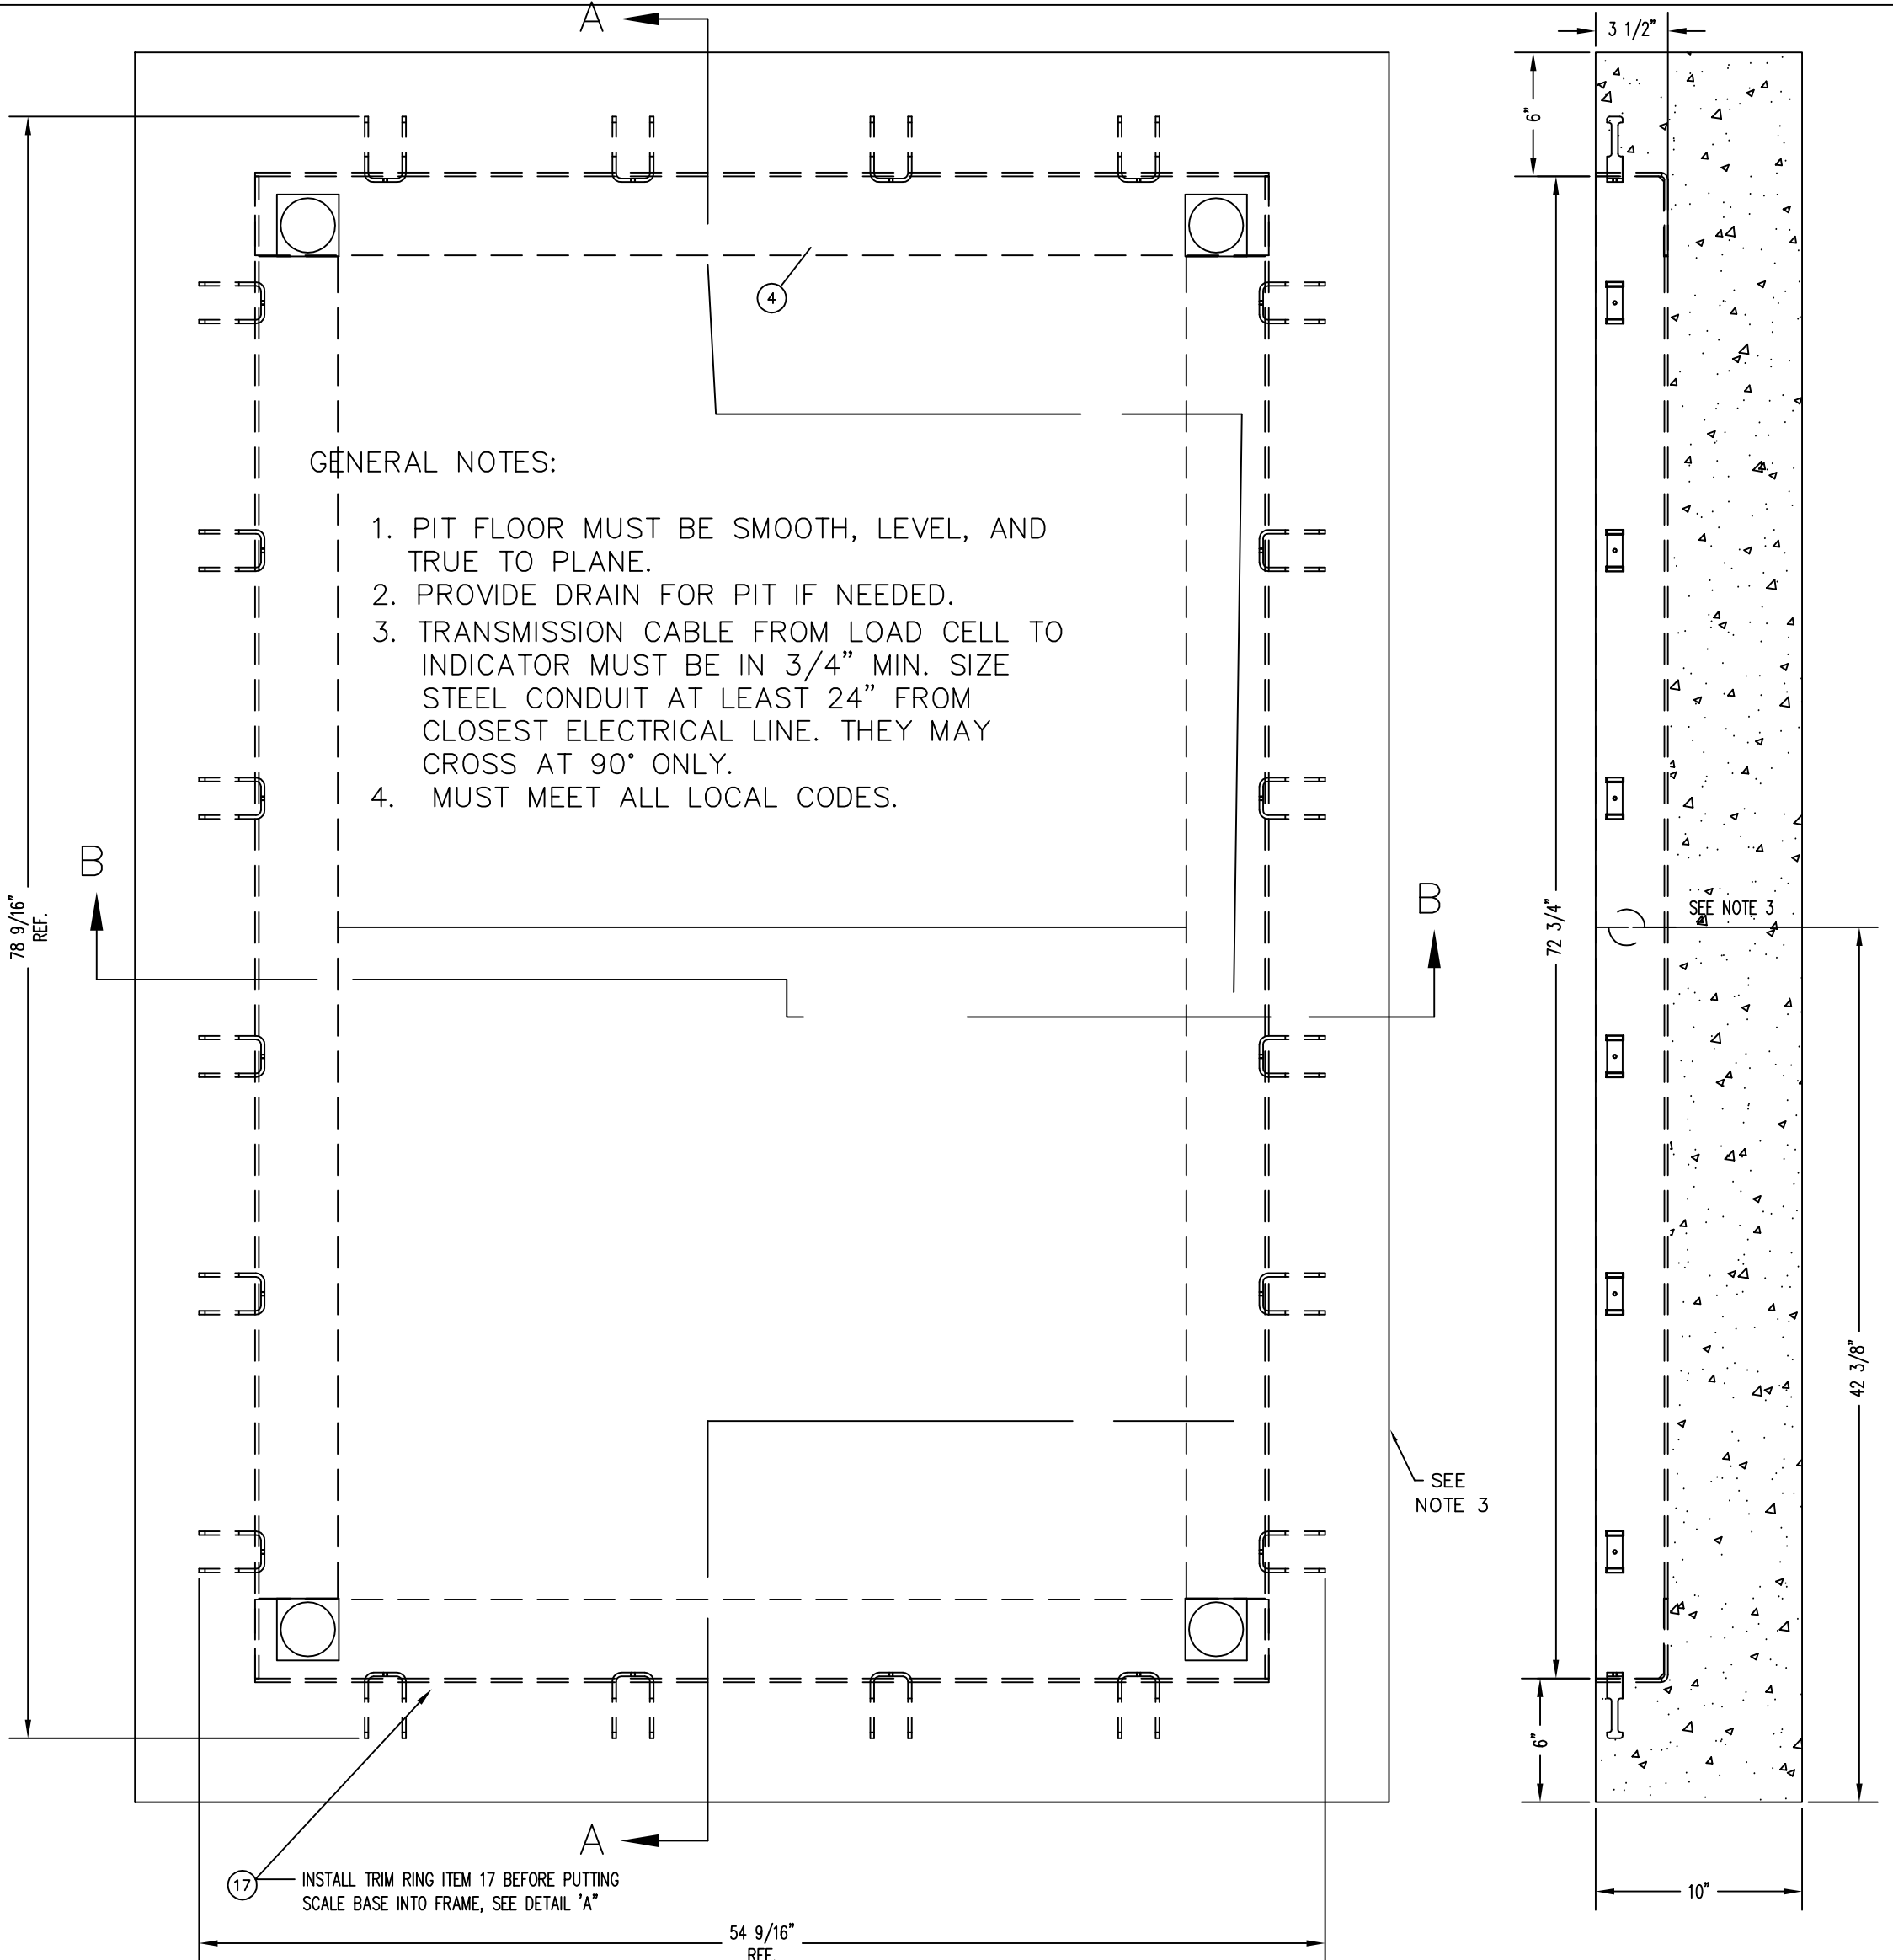 A
3 1/2"
6"
4
GENERAL NOTES:
1. PIT FLOOR MUST BE SMOOTH, LEVEL, AND
TRUE TO PLANE.
2. PROVIDE DRAIN FOR PIT IF NEEDED.
3. TRANSMISSION CABLE FROM LOAD CELL TO
INDICATOR MUST BE IN 3/4" MIN. SIZE
STEEL CONDUIT AT LEAST 24" FROM
CLOSEST ELECTRICAL LINE. THEY MAY
CROSS AT 90° ONLY.
4. MUST MEET ALL LOCAL CODES.
B
B
78 9/16"
REF.
72 3/4"
SEE NOTE 3
42 3/8"
SEE
NOTE 3
6"
A
17
INSTALL TRIM RING ITEM 17 BEFORE PUTTING
SCALE BASE INTO FRAME, SEE DETAIL 'A"
10"
54 9/16"
REF.